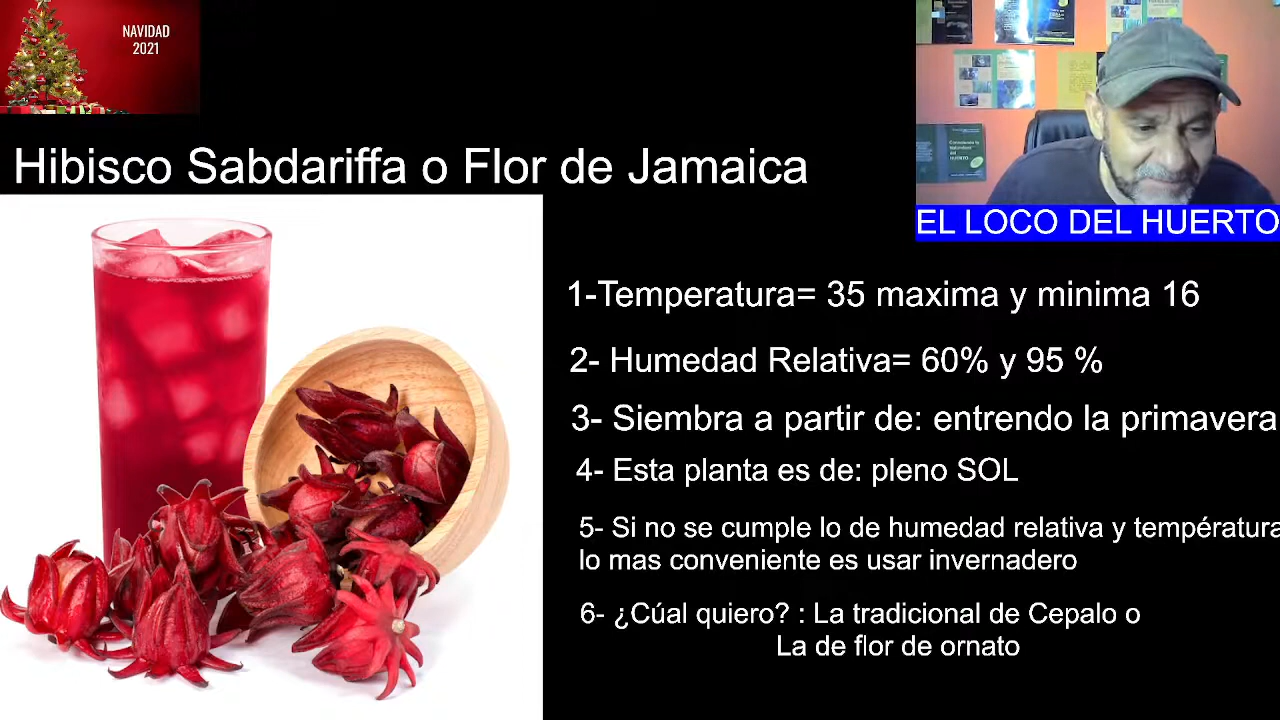 NAVIDAD
2021
Hibisco Sabdariffa o Flor de Jamaica
EL LOCO DEL HUERTO
1-Temperatura= 35 maxima y minima 16
2- Humedad Relativa= 60% y 95 %
3- Siembra a partir de: entrendo la primavera
4- Esta planta es de: pleno SOL
5- Si no se cumple lo de humedad relativa y température
lo mas conveniente es usar invernadero
6- ¿Cúal quiero? : La tradicional de Cepalo o
La de flor de ornato